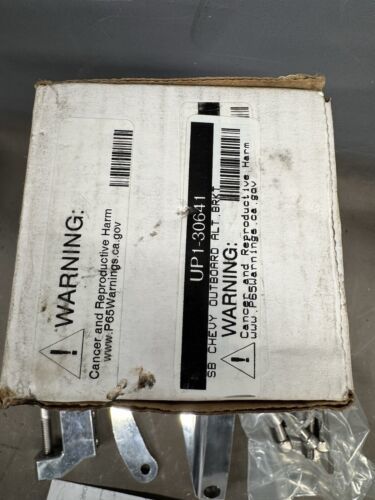 WARNING:
Cancer and Reproductive Harm
www.P65Warnings.ca.gov
UP1-30641
SB CHEVY OUTBOARD ALT.BRKT
WARNING:
Cancer and Reproductive Harm
www.P65Warnings.ca.gov